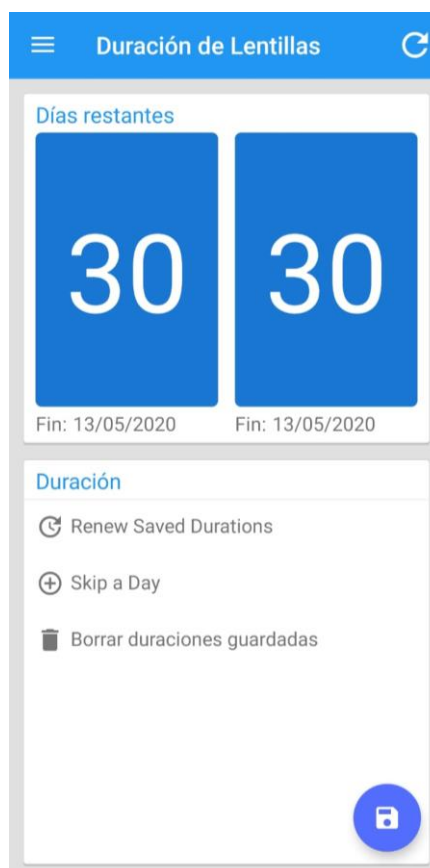 Duración de Lentillas
Días restantes
30 30
Fin: 13/05/2020 Fin: 13/05/2020
Duración
Renew Saved Durations
Skip a Day
Borrar duraciones guardadas